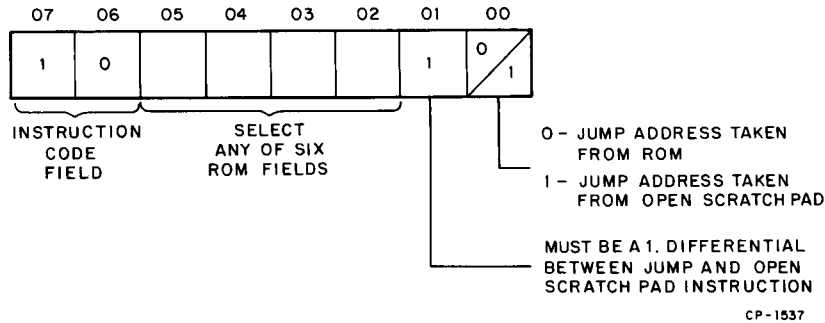 07 06 05 04 03 02 01 00
1 0 1 0 1
INSTRUCTION CODE FIELD
SELECT ANY OF SIX ROM FIELDS
0- JUMP ADDRESS TAKEN
FROM ROM
1- JUMP ADDRESS TAKEN
FROM OPEN SCRATCH PAD
MUST BE A 1. DIFFERENTIAL
BETWEEN JUMP AND OPEN
SCRATCH PAD INSTRUCTION
CP-1537